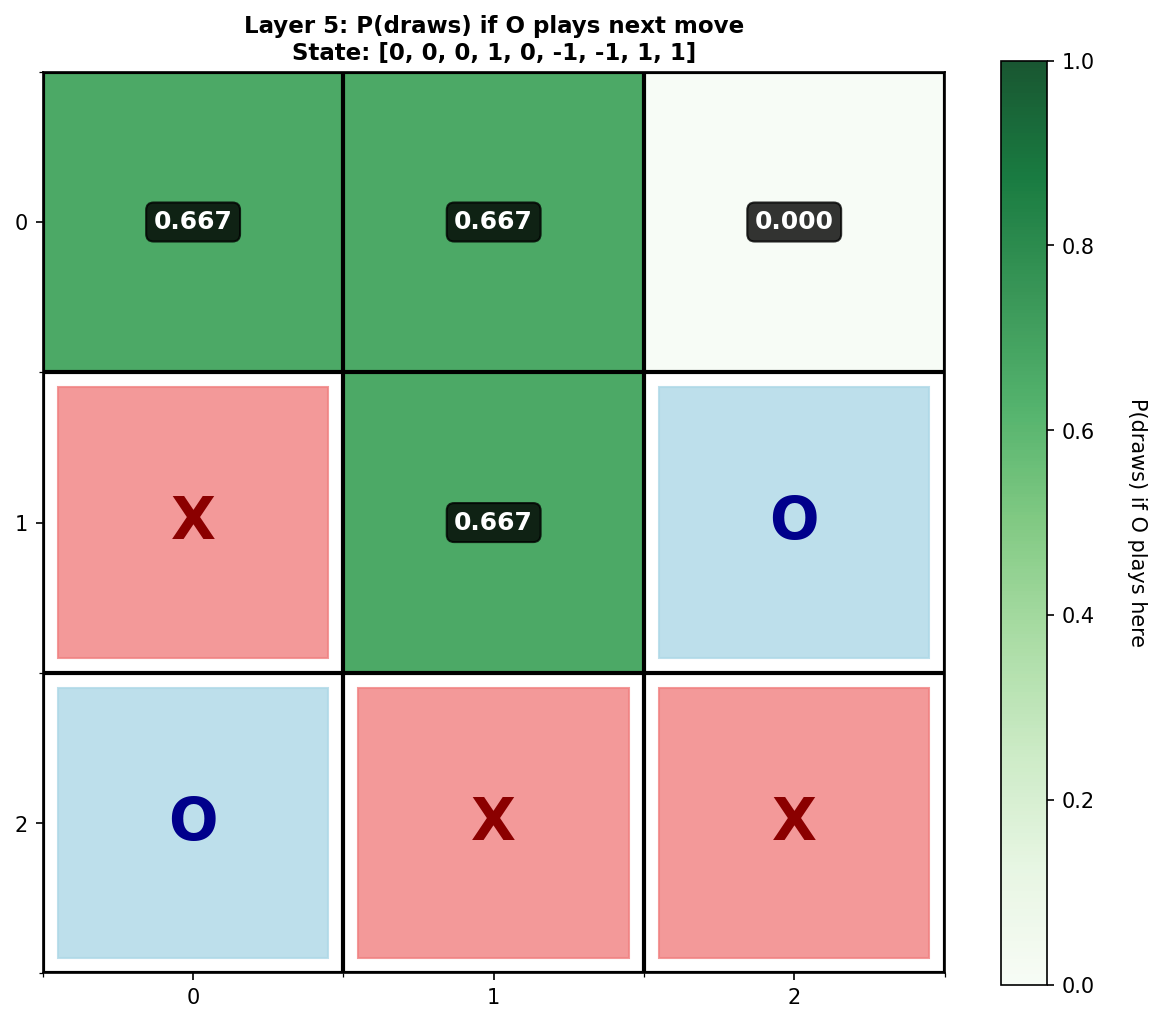 Layer 5: P(draws) if O plays next move
State: [0, 0, 0, 1, 0, -1, -1, 1, 1]
0
0.667
0.667
0.000
1
X
0.667
O
2
O
X
X
0
1
2
1.0
0.8
0.6
0.4
0.2
0.0
P(draws) if O plays here